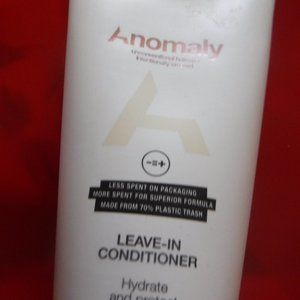 Anomaly
A
LESS SPENT ON PACKAGING
MORE SPENT FOR SUPERIOR FORMULA
MADE FROM 70% PLASTIC TRASH
LEAVE-IN
CONDITIONER
Hydrate
and protect